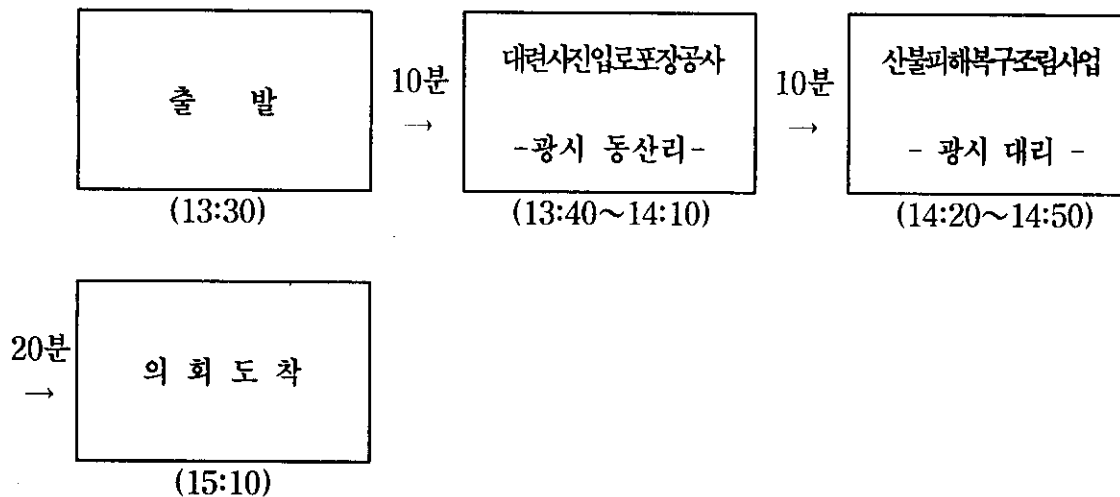 출 발
(13:30)
10분
→
대련사진입로포장공사
-광시 동산리-
(13:40~14:10)
10분
→
산불피해복구조림사업
- 광시 대리 -
(14:20~14:50)
20분
→
의 회 도 착
(15:10)